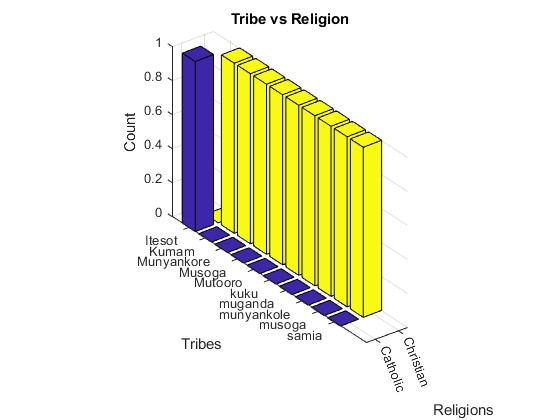 Tribe vs Religion
1
0.8
0.6
0.4
0.2
0
Count
Itesot
Kumam
Munyankore
Musoga
Mutooro
kuku
muganda
munyankole
musoga
samia
Tribes
Catholic
Christian
Religions